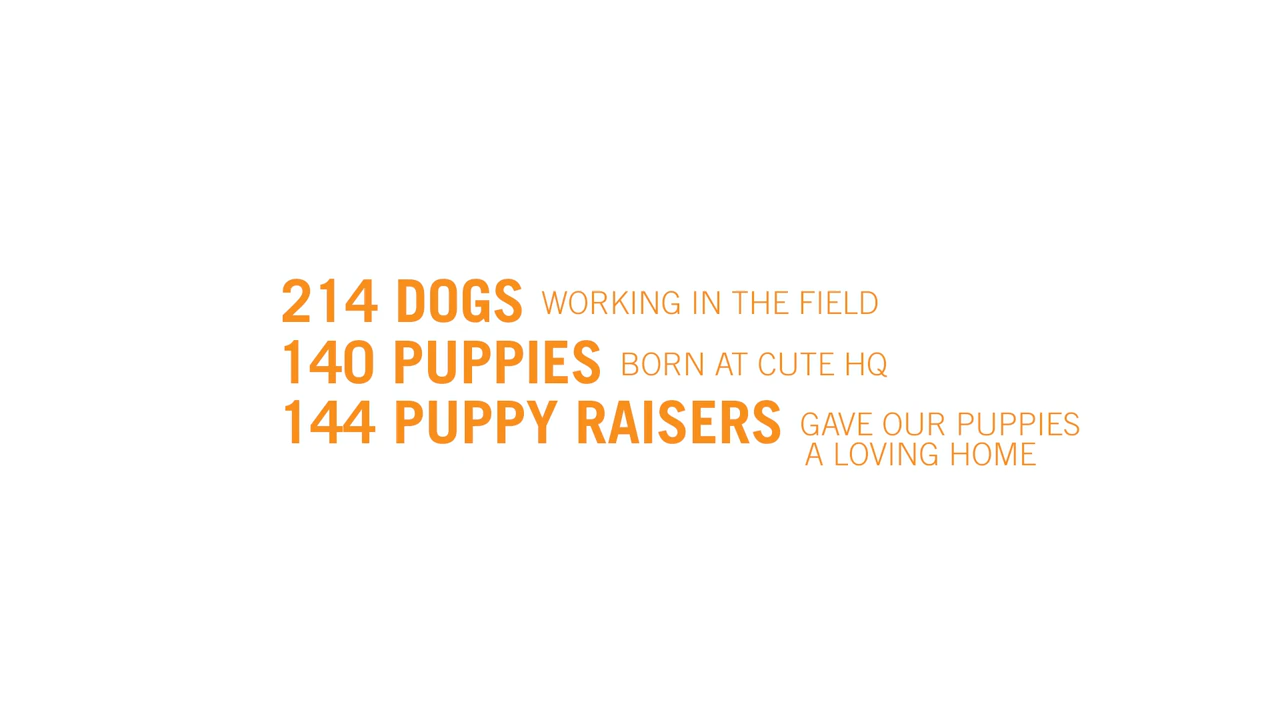 214 DOGS WORKING IN THE FIELD
140 PUPPIES BORN AT CUTE HQ
144 PUPPY RAISERS GAVE OUR PUPPIES
A LOVING HOME